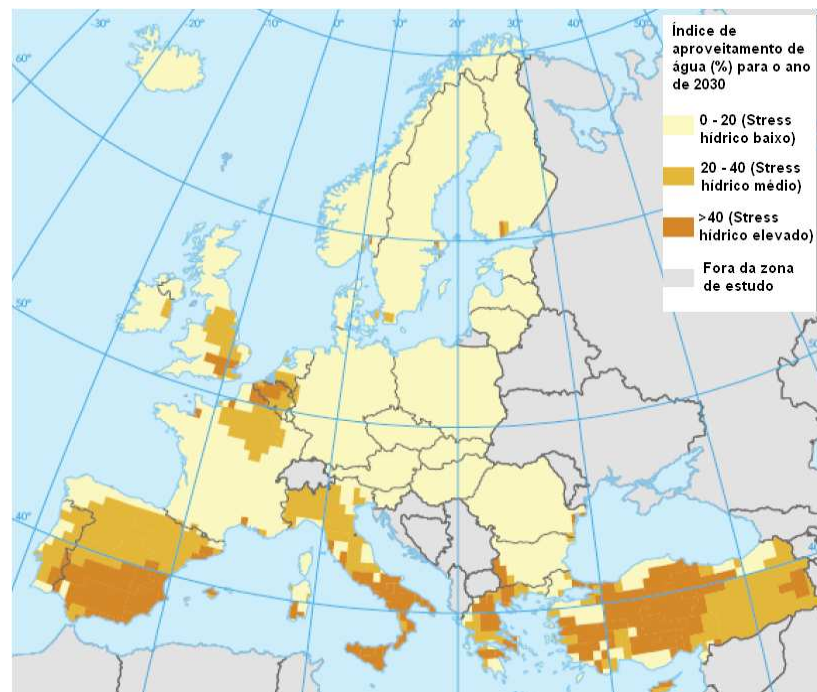 -30°
-20°
-10°
0°
10°
20°
30°
60°
50°
40°
Índice de
aproveitamento de
água (%) para o ano
de 2030
0 - 20 (Stress
hídrico baixo)
20 - 40 (Stress
hídrico médio)
>40 (Stress
hídrico elevado)
Fora da zona
de estudo